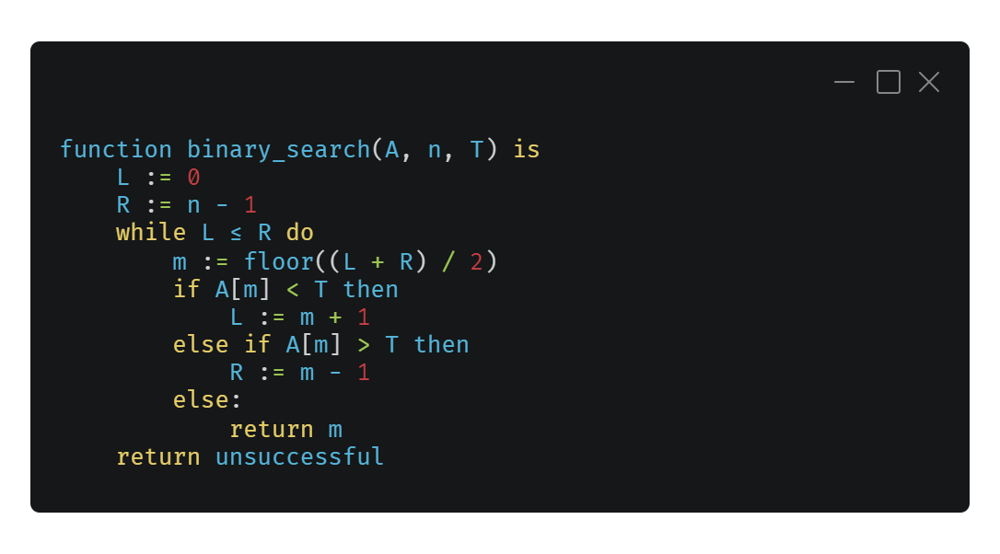 function binary_search(A, n, T) is
    L := 0
    R := n - 1
    while L ≤ R do
        m := floor((L + R) / 2)
        if A[m] < T then
            L := m + 1
        else if A[m] > T then
            R := m - 1
        else:
            return m
    return unsuccessful